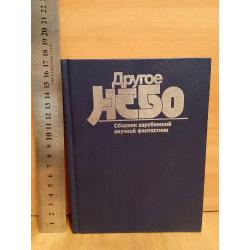 Другое
НЕБО
Сборник зарубежной
научной фантастики